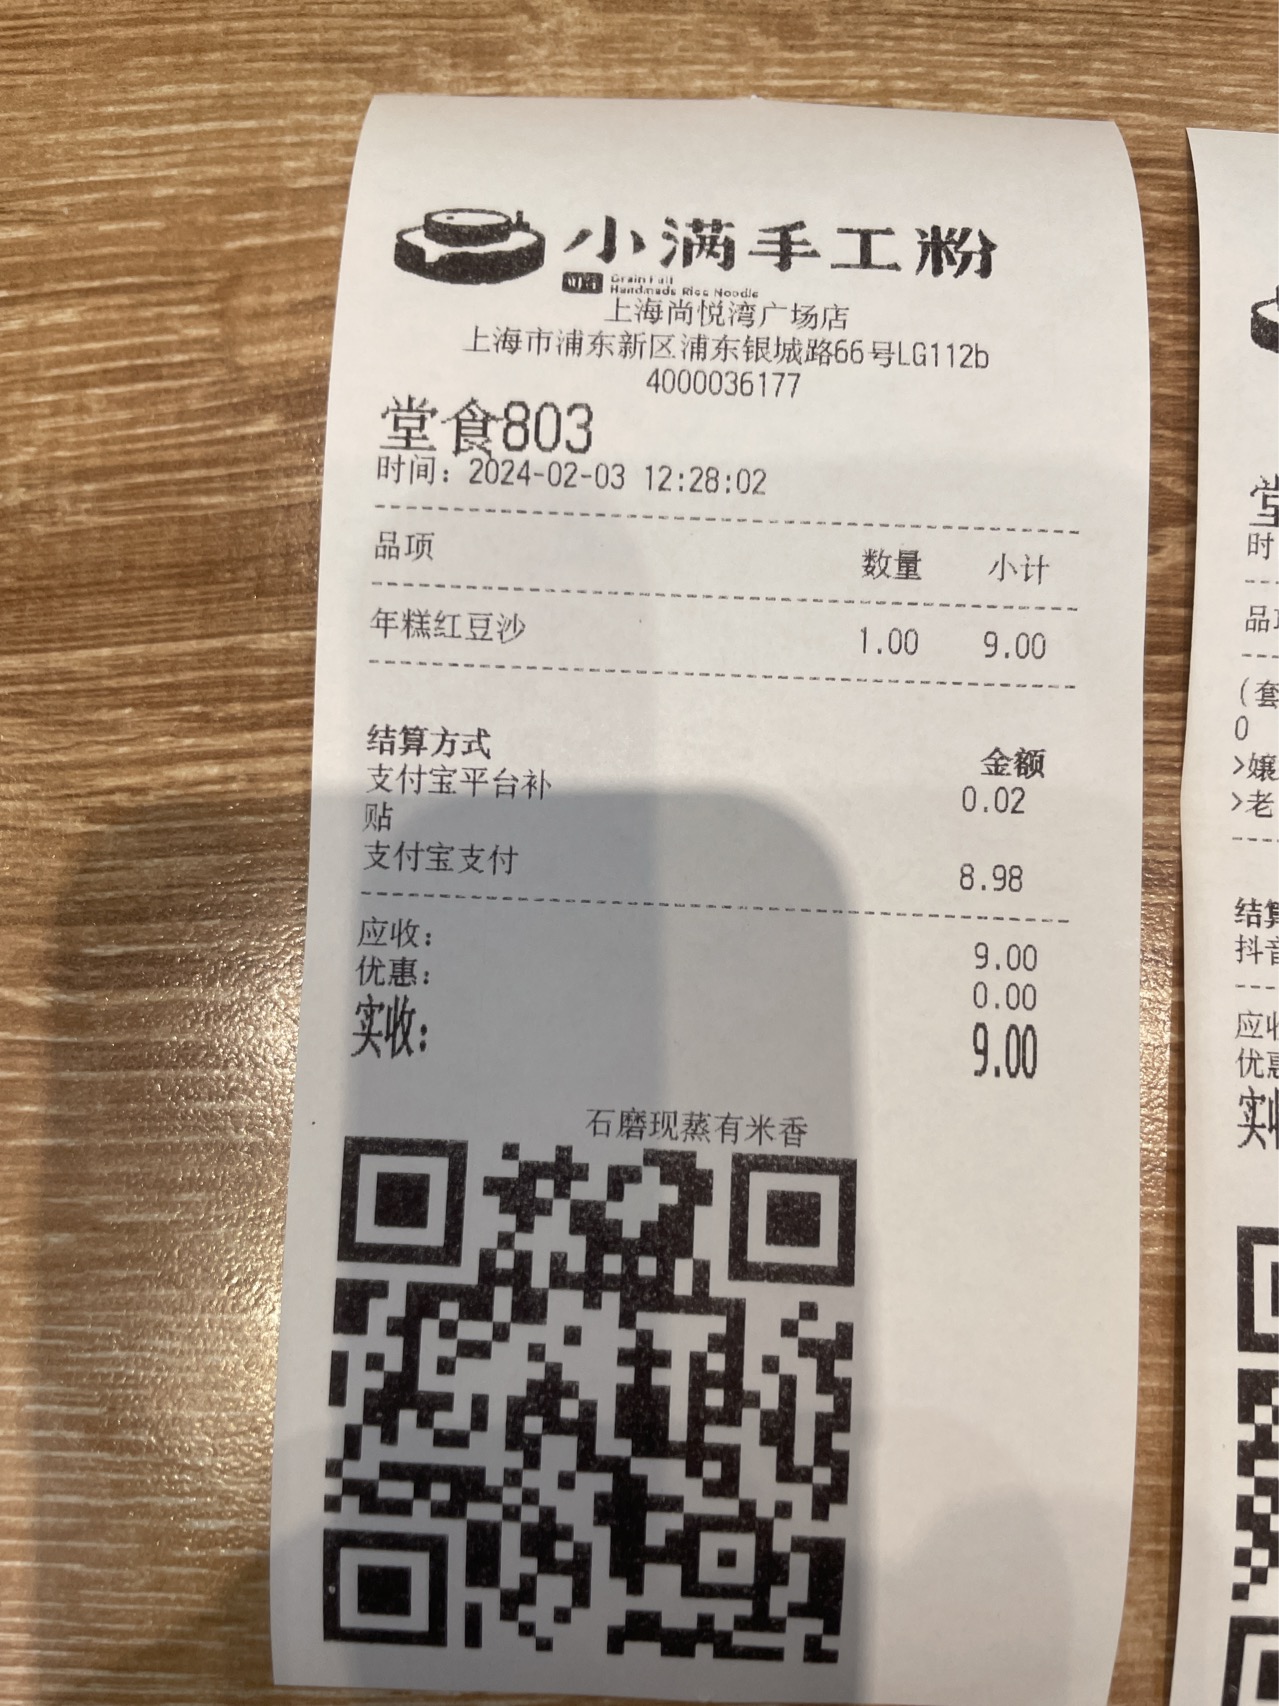 小满手工粉
Grain Full
Handmade Rice Noodle
上海尚悦湾广场店
上海市浦东新区浦东银城路66号LG112b
4000036177
堂食803
时间：2024-02-03 12:28:02
品项 数量 小计
年糕红豆沙 1.00 9.00
结算方式 金额
支付宝平台补 0.02
贴
支付宝支付 8.98
应收： 9.00
优惠： 0.00
实收： 9.00
石磨现蒸有米香
时
品
(套
0
>老
结算
抖音
应收
优惠
实收